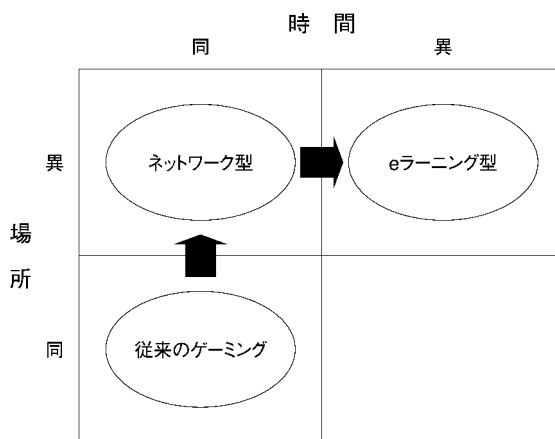 時 間
同 異
異 ネットワーク型 eラーニング型
場
所
同 従来のゲーミング